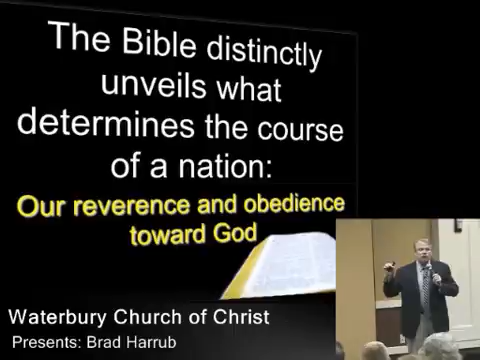 The Bible distinctly
unveils what
determines the course
of a nation:
Our reverence and obedience
toward God
Waterbury Church of Christ
Presents: Brad Harrub